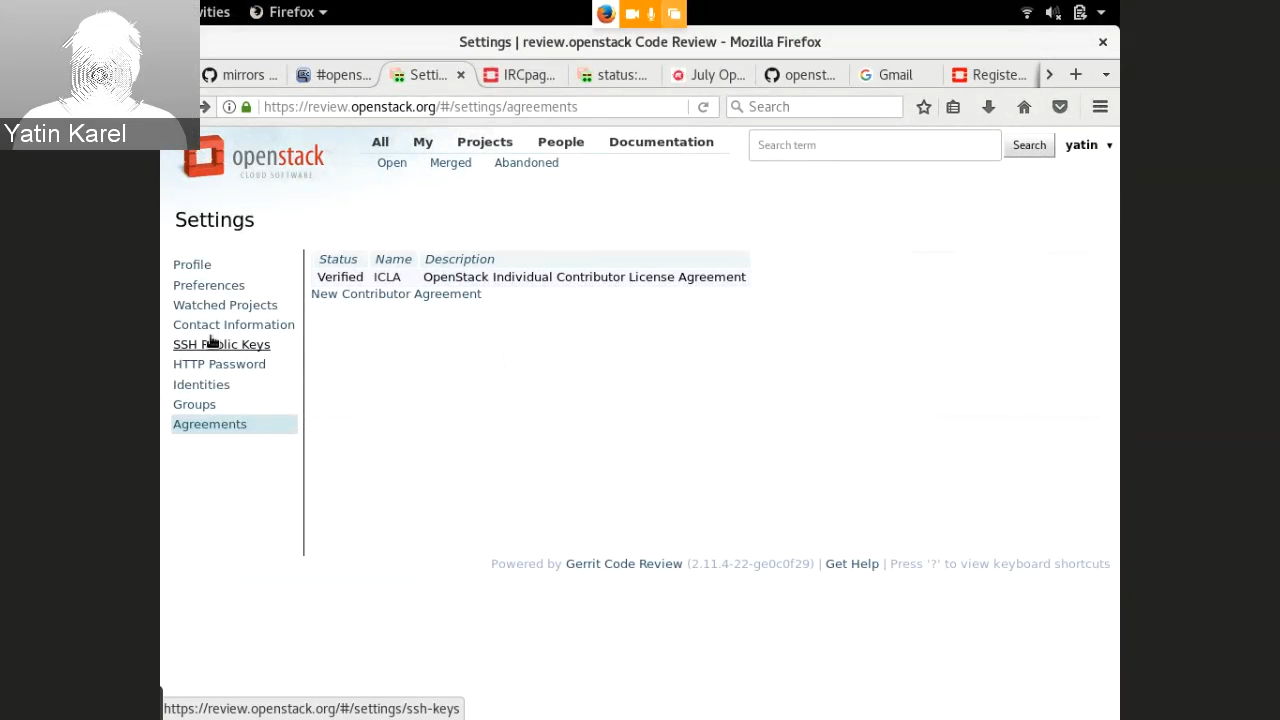 vities
Firefox
Settings | review.openstack Code Review - Mozilla Firefox
mirrors ...
#opens...
Setti...
IRCpag...
status:...
July Op...
openst...
Gmail
Registe...
https://review.openstack.org/#/settings/agreements
Search
Yatin Karel
openstack
CLOUD SOFTWARE
All
My
Projects
People
Documentation
Open
Merged
Abandoned
Search term
Search
yatin
Settings
Profile
Preferences
Watched Projects
Contact Information
SSH Public Keys
HTTP Password
Identities
Groups
Agreements
Status Name Description
Verified ICLA OpenStack Individual Contributor License Agreement
New Contributor Agreement
Powered by Gerrit Code Review (2.11.4-22-ge0c0f29) | Get Help | Press '?' to view keyboard shortcuts
https://review.openstack.org/#/settings/ssh-keys